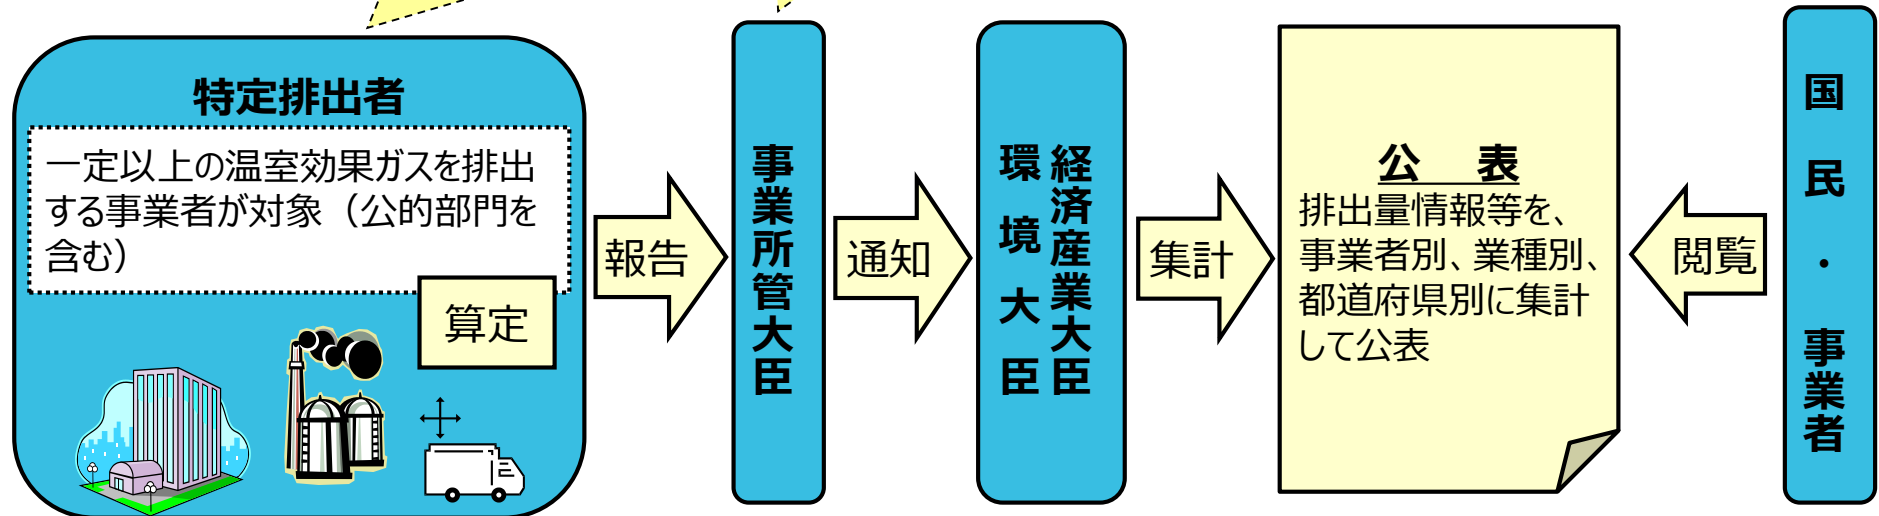 特定排出者
一定以上の温室効果ガスを排出
する事業者が対象（公的部門を
含む）
算定
報告
事業所管大臣
通知
経済産業大臣
環境大臣
集計
公　表
排出量情報等を、
事業者別、業種別、
都道府県別に集計
して公表
閲覧
国民・事業者